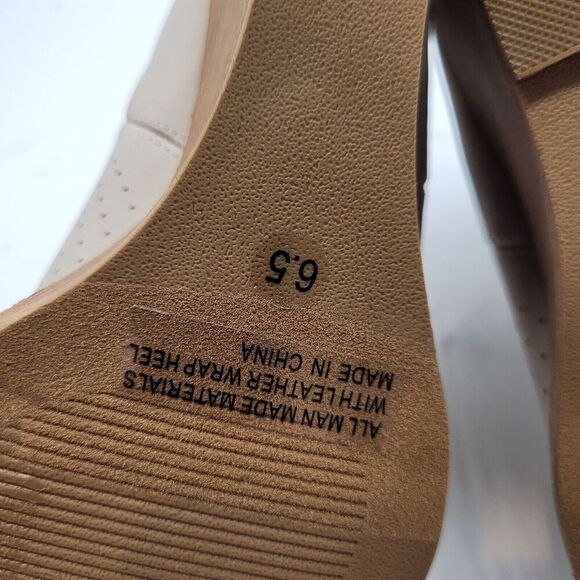 6.5
ALL MAN MADE MATERIALS
WITH LEATHER WRAP HEEL
MADE IN CHINA